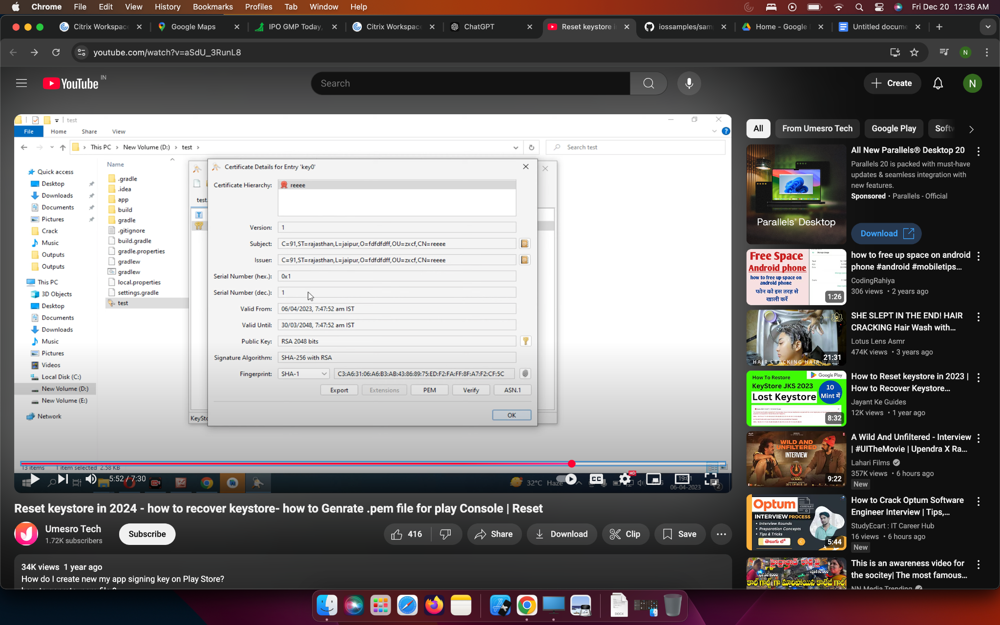 Chrome File Edit View History Bookmarks Profiles Tab Window Help Fri Dec 20 12:36 AM
Citrix Workspace Google Maps IPO GMP Today, Citrix Workspace ChatGPT Reset keystore i iossamples/sam Home - Google Untitled docume
youtube.com/watch?v=aSdU_3RunL8 N
YouTube IN Search Create N
test
File Home Share View
This PC New Volume (D:) test Search test
Name
Quick access
Desktop
Downloads
Documents
Pictures
Crack
Music
Outputs
Outputs
This PC
3D Objects
Desktop
Documents
Downloads
Music
Pictures
Videos
Local Disk (C:)
New Volume (D:)
New Volume (E:)
Network
.gradle
.idea
app
build
gradle
.gitignore
build.gradle
gradle.properties
gradlew
gradlew
local.properties
settings.gradle
test
test.
T
KeySto
Certificate Details for Entry 'key0'
Certificate Hierarchy: reeee
Version: 1
Subject: C=91,ST=rajasthan,L=jaipur,O=fdfdfdff,OU=zxcf,CN=reeee
Issuer: C=91,ST=rajasthan,L=jaipur,O=fdfdfdff,OU=zxcf,CN=reeee
Serial Number (hex.): 0x1
Serial Number (dec.): 1
Valid From: 06/04/2023, 7:47:52 am IST
Valid Until: 30/03/2048, 7:47:52 am IST
Public Key: RSA 2048 bits
Signature Algorithm: SHA-256 with RSA
Fingerprint: SHA-1 C3:A6:31:06:A6:B3:AB:43:86:89:75:ED:F2:FA:FF:8F:A7:F2:CF:5C
Export Extensions PEM Verify ASN.1
OK
13 items 1 item selected 2.58 KB
5:52 / 7:30 32°C Haze CC HD 19:01
06-04-2023 2
Reset keystore in 2024 - how to recover keystore- how to Genrate .pem file for play Console | Reset
Umesro Tech
1.72K subscribers
Subscribe
416 Share Download Clip Save
34K views 1 year ago
How do I create new my app signing key on Play Store?
All From Umesro Tech Google Play Softw
Parallels® Desktop
All New Parallels® Desktop 20
Parallels 20 is packed with must-have
updates & seamless integration with
new features.
Sponsored • Parallels - Official
Download
Free Space
Android phone
how to free up space on
android phone
फोन को इस तरह से
खाली करें
1:26
how to free up space on android
phone #android #mobiletips...
CodingRahiya
306 views • 2 years ago
HAIR CRACKING HAIR WASH
21:31
SHE SLEPT IN THE END! HAIR
CRACKING Hair Wash with...
Lotus Lens Asmr
474K views • 3 years ago
How To Restore Google Play
KeyStore JKS 2023
Lost Keystore
10
Mint में
8:32
How to Reset keystore in 2023 |
How to Recover Keystore...
Jayant Ke Guides
12K views • 1 year ago
WILD AND
UNFILTERED
INTERVIEW
9:22
A Wild And Unfiltered - Interview
| #UITheMovie | Upendra X Ra...
Lahari Films
357K views • 6 hours ago
New
Optum
COMPANY
INTERVIEW PROCESS
• Interview Rounds
• Preparation Concepts
• Tips & Tricks
తెలుగు లో
5:44
How to Crack Optum Software
Engineer Interview | Tips,...
StudyEcart : IT Career Hub
16 views • 6 hours ago
New
This is an awareness video for
the socitey| The most famous...
NN Media Trending
DOCX